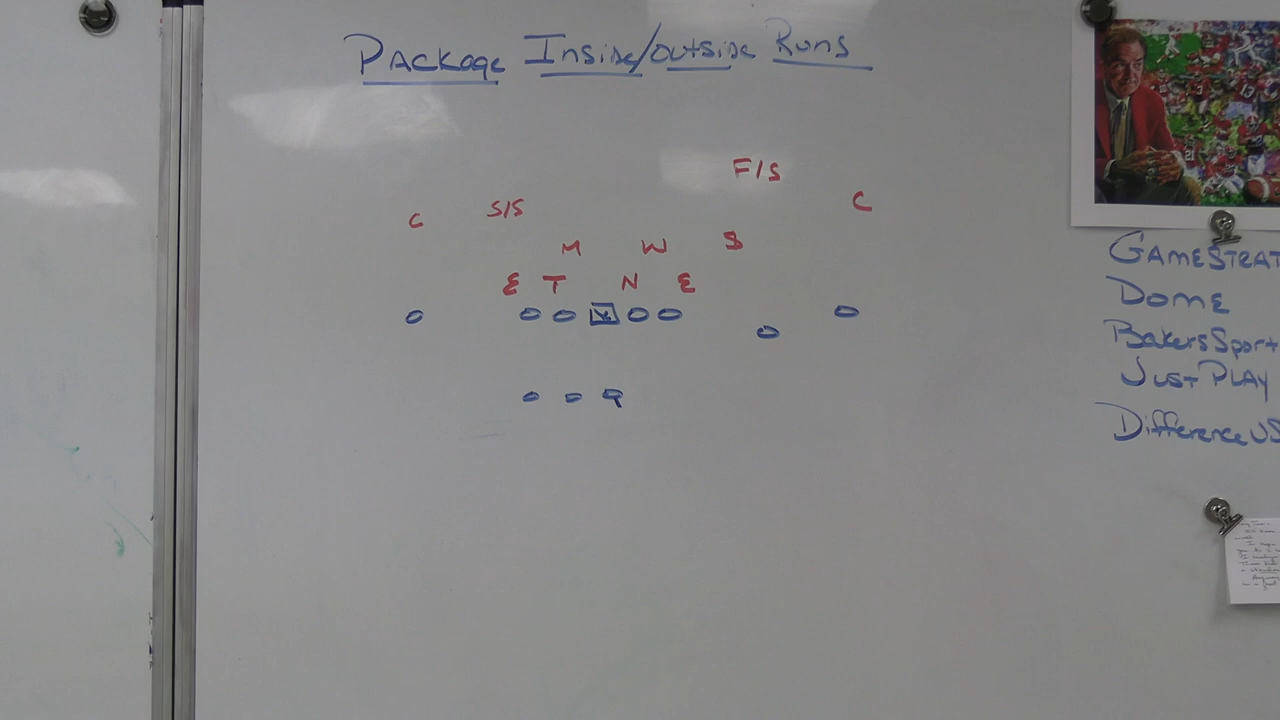 Package Inside/Outside Runs
F/S
C S/S C
M W S
E T N E
GameStrat
Dome
BakersSport
Just Play
DifferenceUS